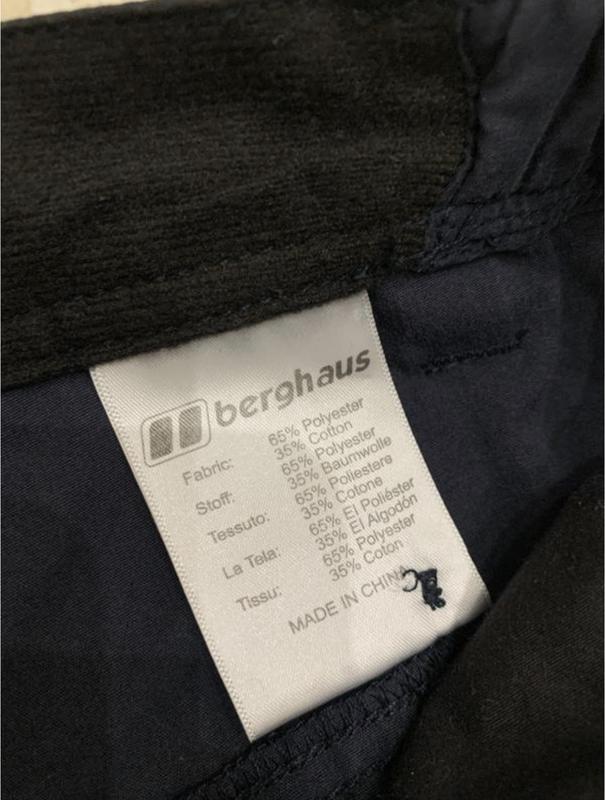 berghaus
Fabric: 65% Polyester
35% Cotton
Stoff: 65% Polyester
35% Baumwolle
Tessuto: 65% Poliestere
35% Cotone
La Tela: 65% El Poliéster
35% El Algodón
Tissu: 65% Polyester
35% Coton
MADE IN CHINA